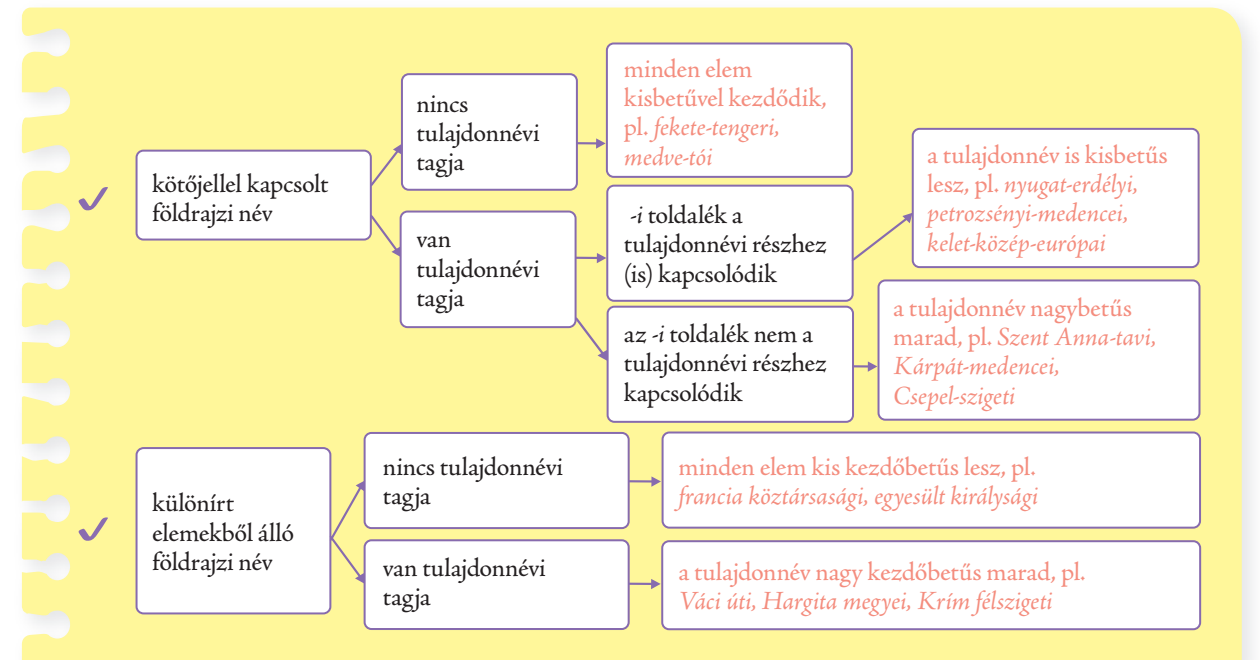 kötőjellel kapcsolt
földrajzi név
nincs
tulajdonnévi
tagja
minden elem
kisbetűvel kezdődik,
pl. fekete-tengeri,
medve-tói
van
tulajdonnévi
tagja
-i toldalék a
tulajdonnévi részhez
(is) kapcsolódik
a tulajdonnév is kisbetűs
lesz, pl. nyugat-erdélyi,
petrozsényi-medencei,
kelet-közép-európai
az -i toldalék nem a
tulajdonnévi részhez
kapcsolódik
a tulajdonnév nagybetűs
marad, pl. Szent Anna-tavi,
Kárpát-medencei,
Csepel-szigeti
különírt
elemekből álló
földrajzi név
nincs tulajdonnévi
tagja
minden elem kis kezdőbetűs lesz, pl.
francia köztársasági, egyesült királysági
van tulajdonnévi
tagja
a tulajdonnév nagy kezdőbetűs marad, pl.
Váci úti, Hargita megyei, Krím félszigeti